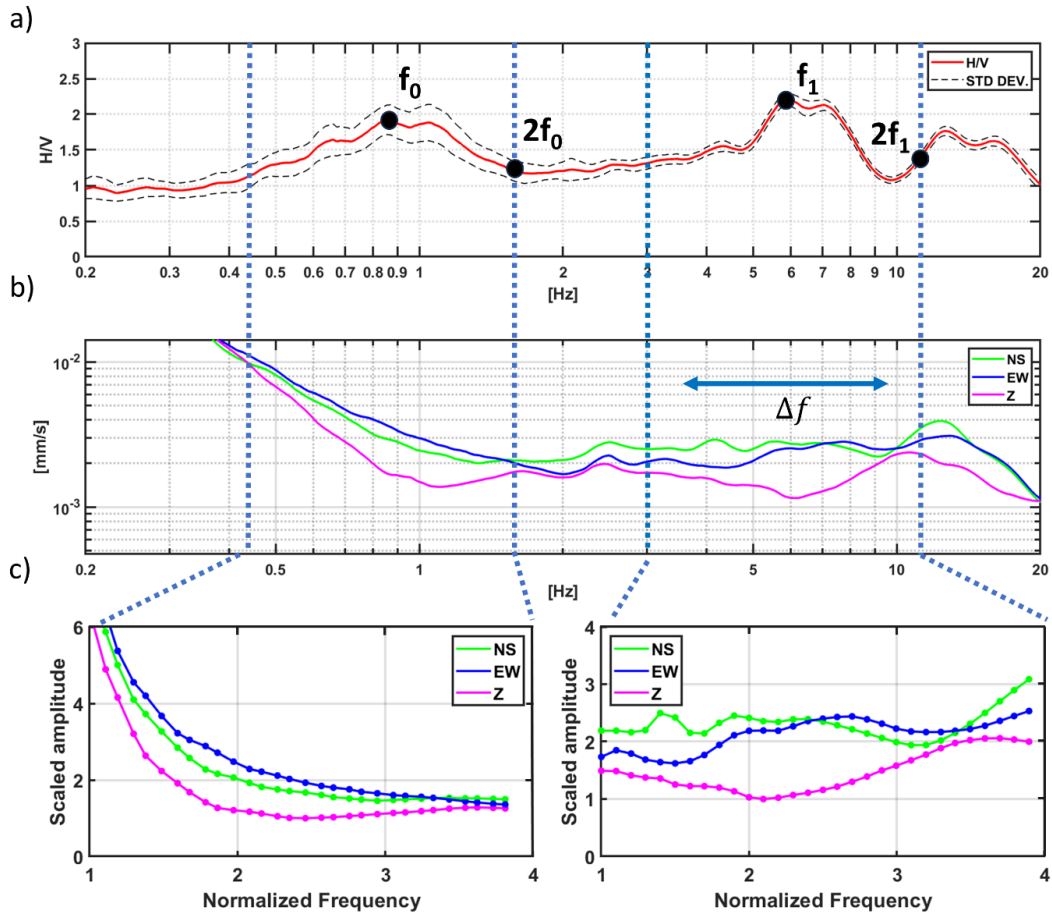 a)
3
2.5
2
1.5
1
0.5
0
H/V
f0
2f0
f1
2f1
H/V
STD DEV.
0.2 0.3 0.4 0.5 0.6 0.7 0.8 0.9 1 2 3 4 5 6 7 8 9 10 20
[Hz]
b)
10-2
10-3
[mm/s]
NS
EW
Z
Δf
0.2 0.5 1 2 5 10 20
[Hz]
c)
6
4
2
0
Scaled amplitude
NS
EW
Z
1 2 3 4
Normalized Frequency
4
3
2
1
0
Scaled amplitude
NS
EW
Z
1 2 3 4
Normalized Frequency